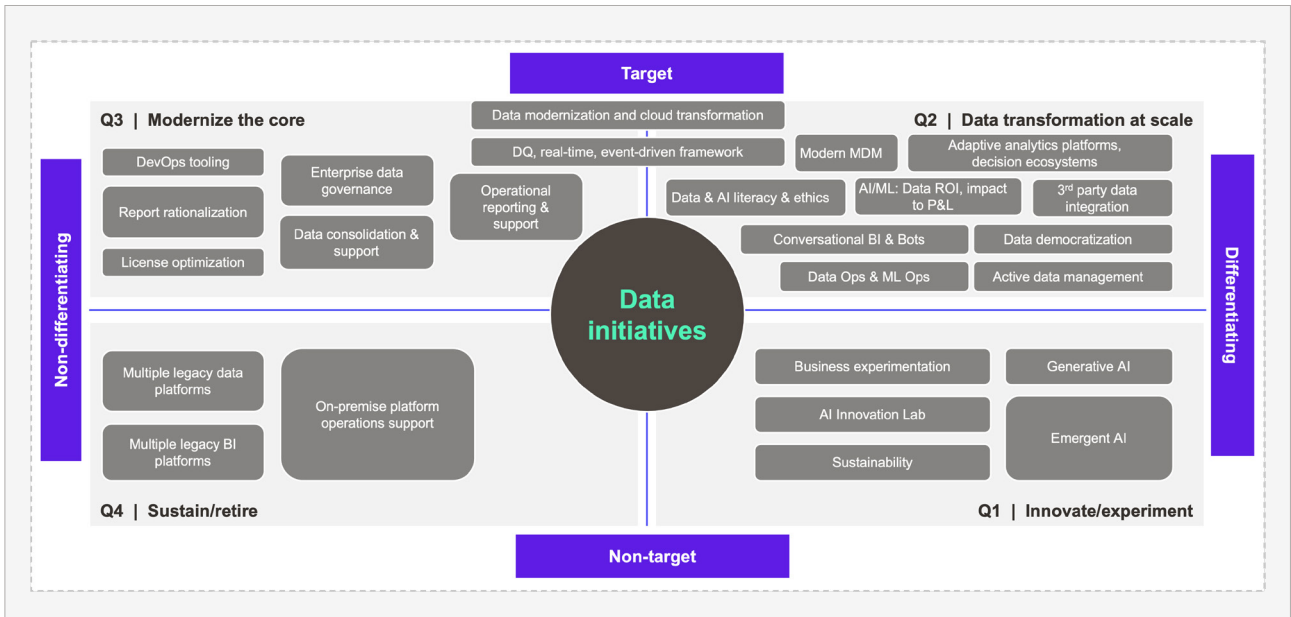 Target
Q3 | Modernize the core
Data modernization and cloud transformation
Q2 | Data transformation at scale
DQ, real-time, event-driven framework
Modern MDM
Adaptive analytics platforms,
decision ecosystems
DevOps tooling
Enterprise data
governance
Report rationalization
Operational
reporting &
support
Data & AI literacy & ethics
AI/ML: Data ROI, impact
to P&L
3rd party data
integration
Data consolidation &
support
License optimization
Conversational BI & Bots
Data democratization
Data Ops & ML Ops
Active data management
Non-differentiating
Data
initiatives
Differentiating
Multiple legacy data
platforms
Multiple legacy BI
platforms
On-premise platform
operations support
Business experimentation
Generative AI
AI Innovation Lab
Emergent AI
Sustainability
Q4 | Sustain/retire
Q1 | Innovate/experiment
Non-target